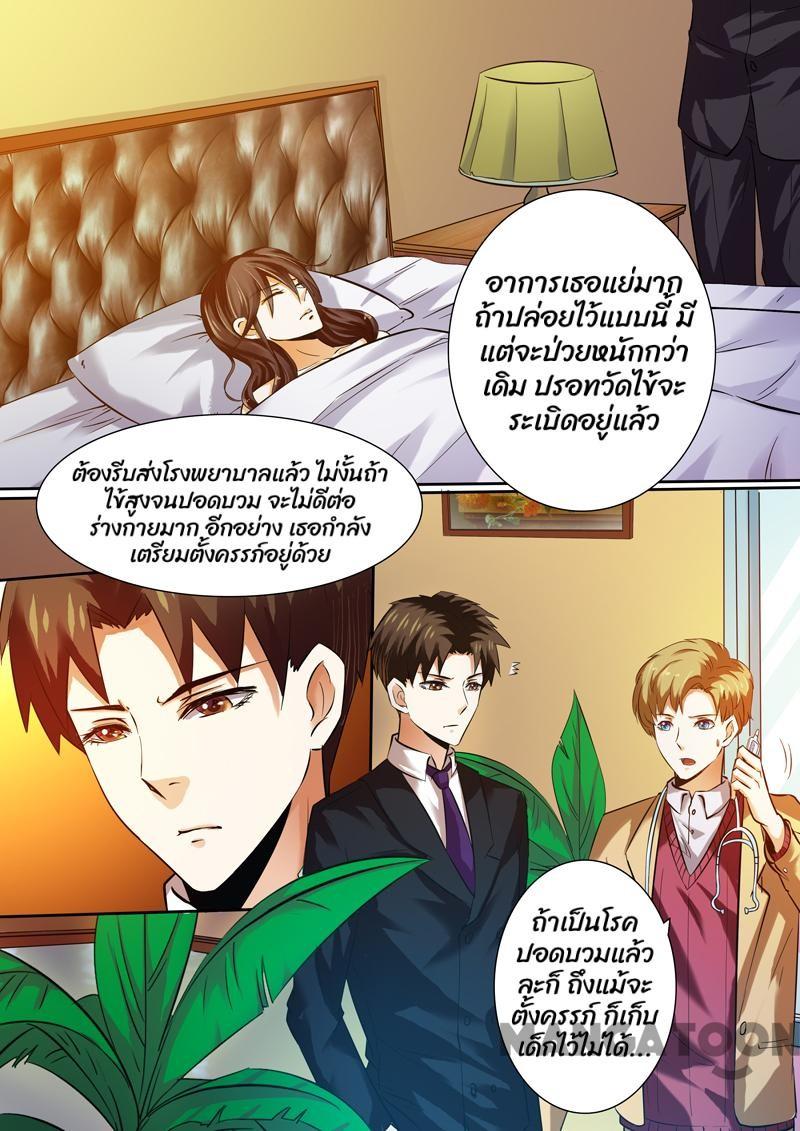 อาการเธอแย่มาก
ถ้าปล่อยไว้แบบนี้ มี
แต่จะป่วยหนักกว่า
เดิม ปรอทวัดไข้จะ
ระเบิดอยู่แล้ว
ต้องรีบส่งโรงพยาบาลแล้ว ไม่งั้นถ้า
ไข้สูงจนปอดบวม จะไม่ดีต่อ
ร่างกายมาก อีกอย่าง เธอกำลัง
เตรียมตั้งครรภ์อยู่ด้วย
ถ้าเป็นโรค
ปอดบวมแล้ว
ละก็ ถึงแม้จะ
ตั้งครรภ์ ก็เก็บ
เด็กไว้ไม่ได้...
MANGATOON